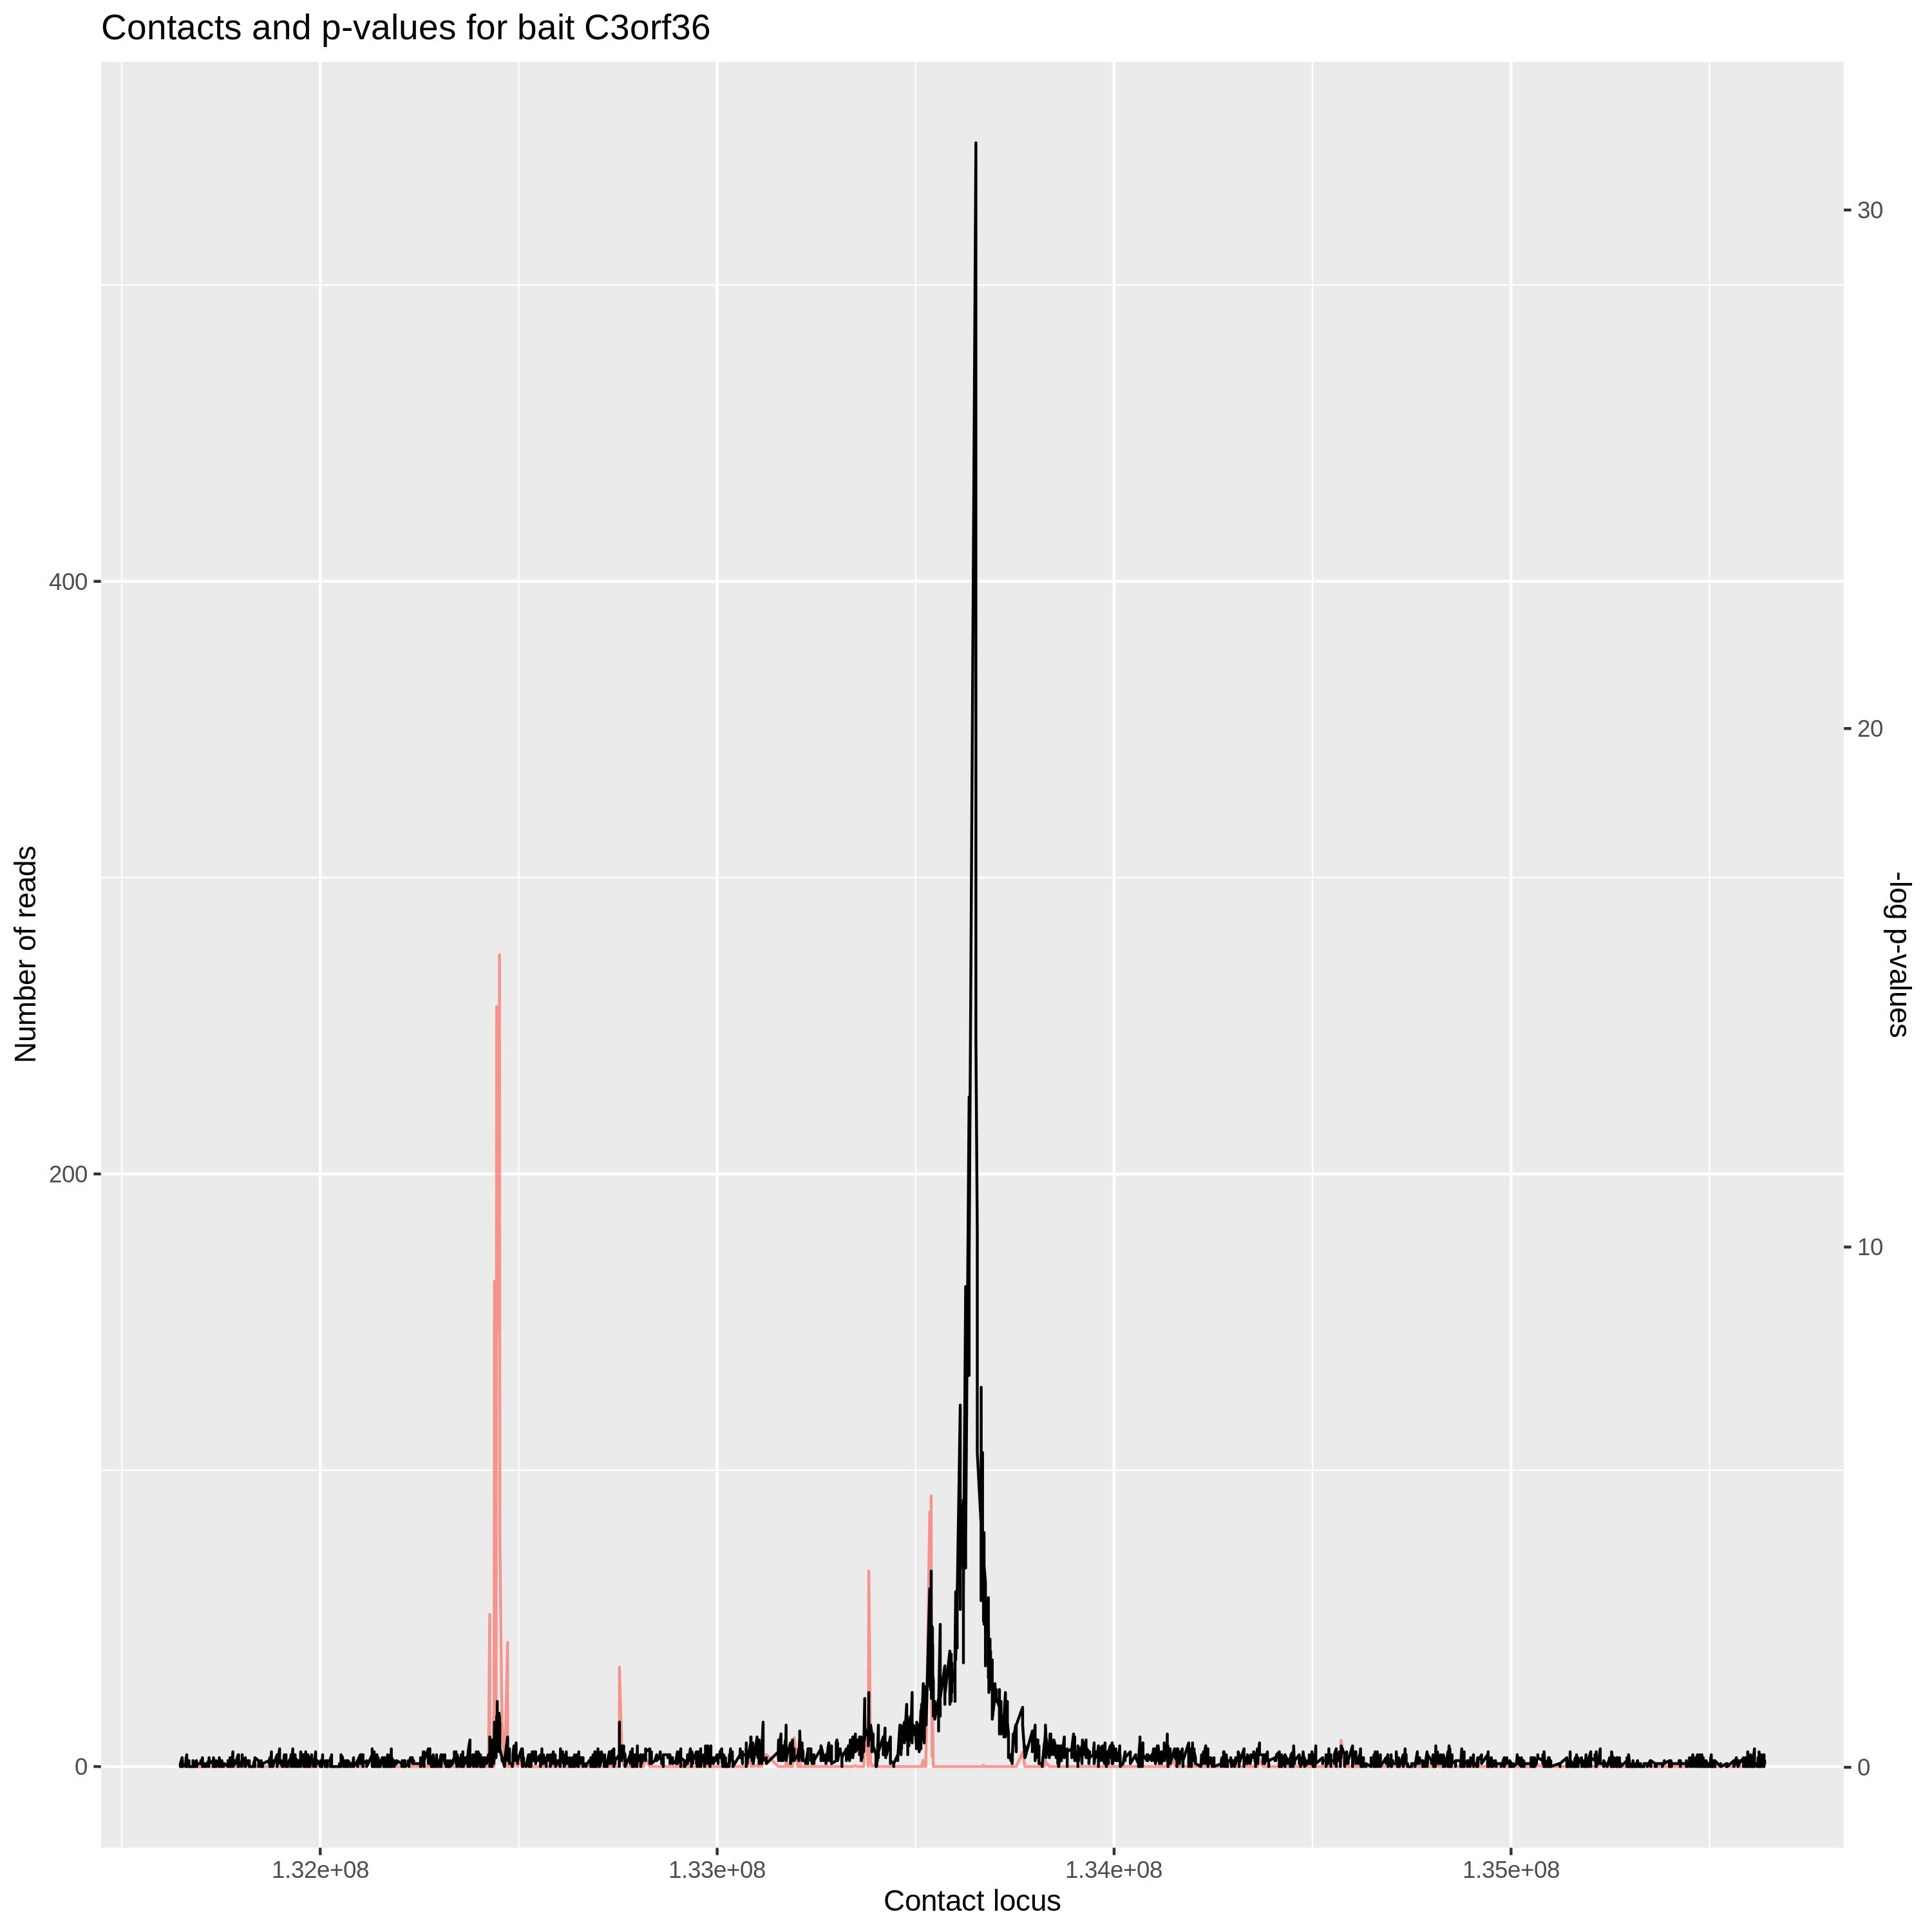 Contacts and p-values for bait C3orf36
30
400
20
Number of reads
-log p-values
200
10
0
0
1.32e+08
1.33e+08
1.34e+08
1.35e+08
Contact locus